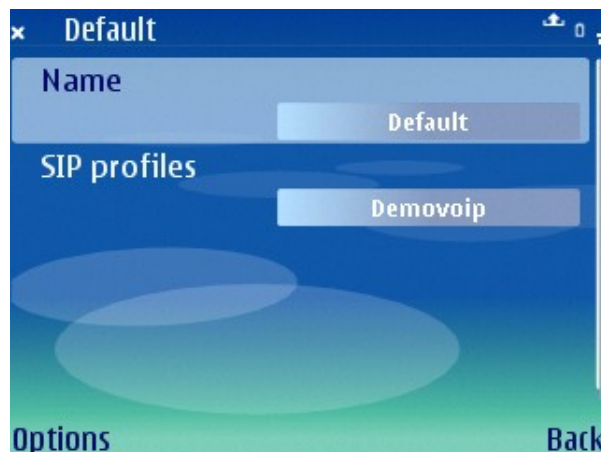 Default
Name
Default
SIP profiles
Demovoip
Options
Back